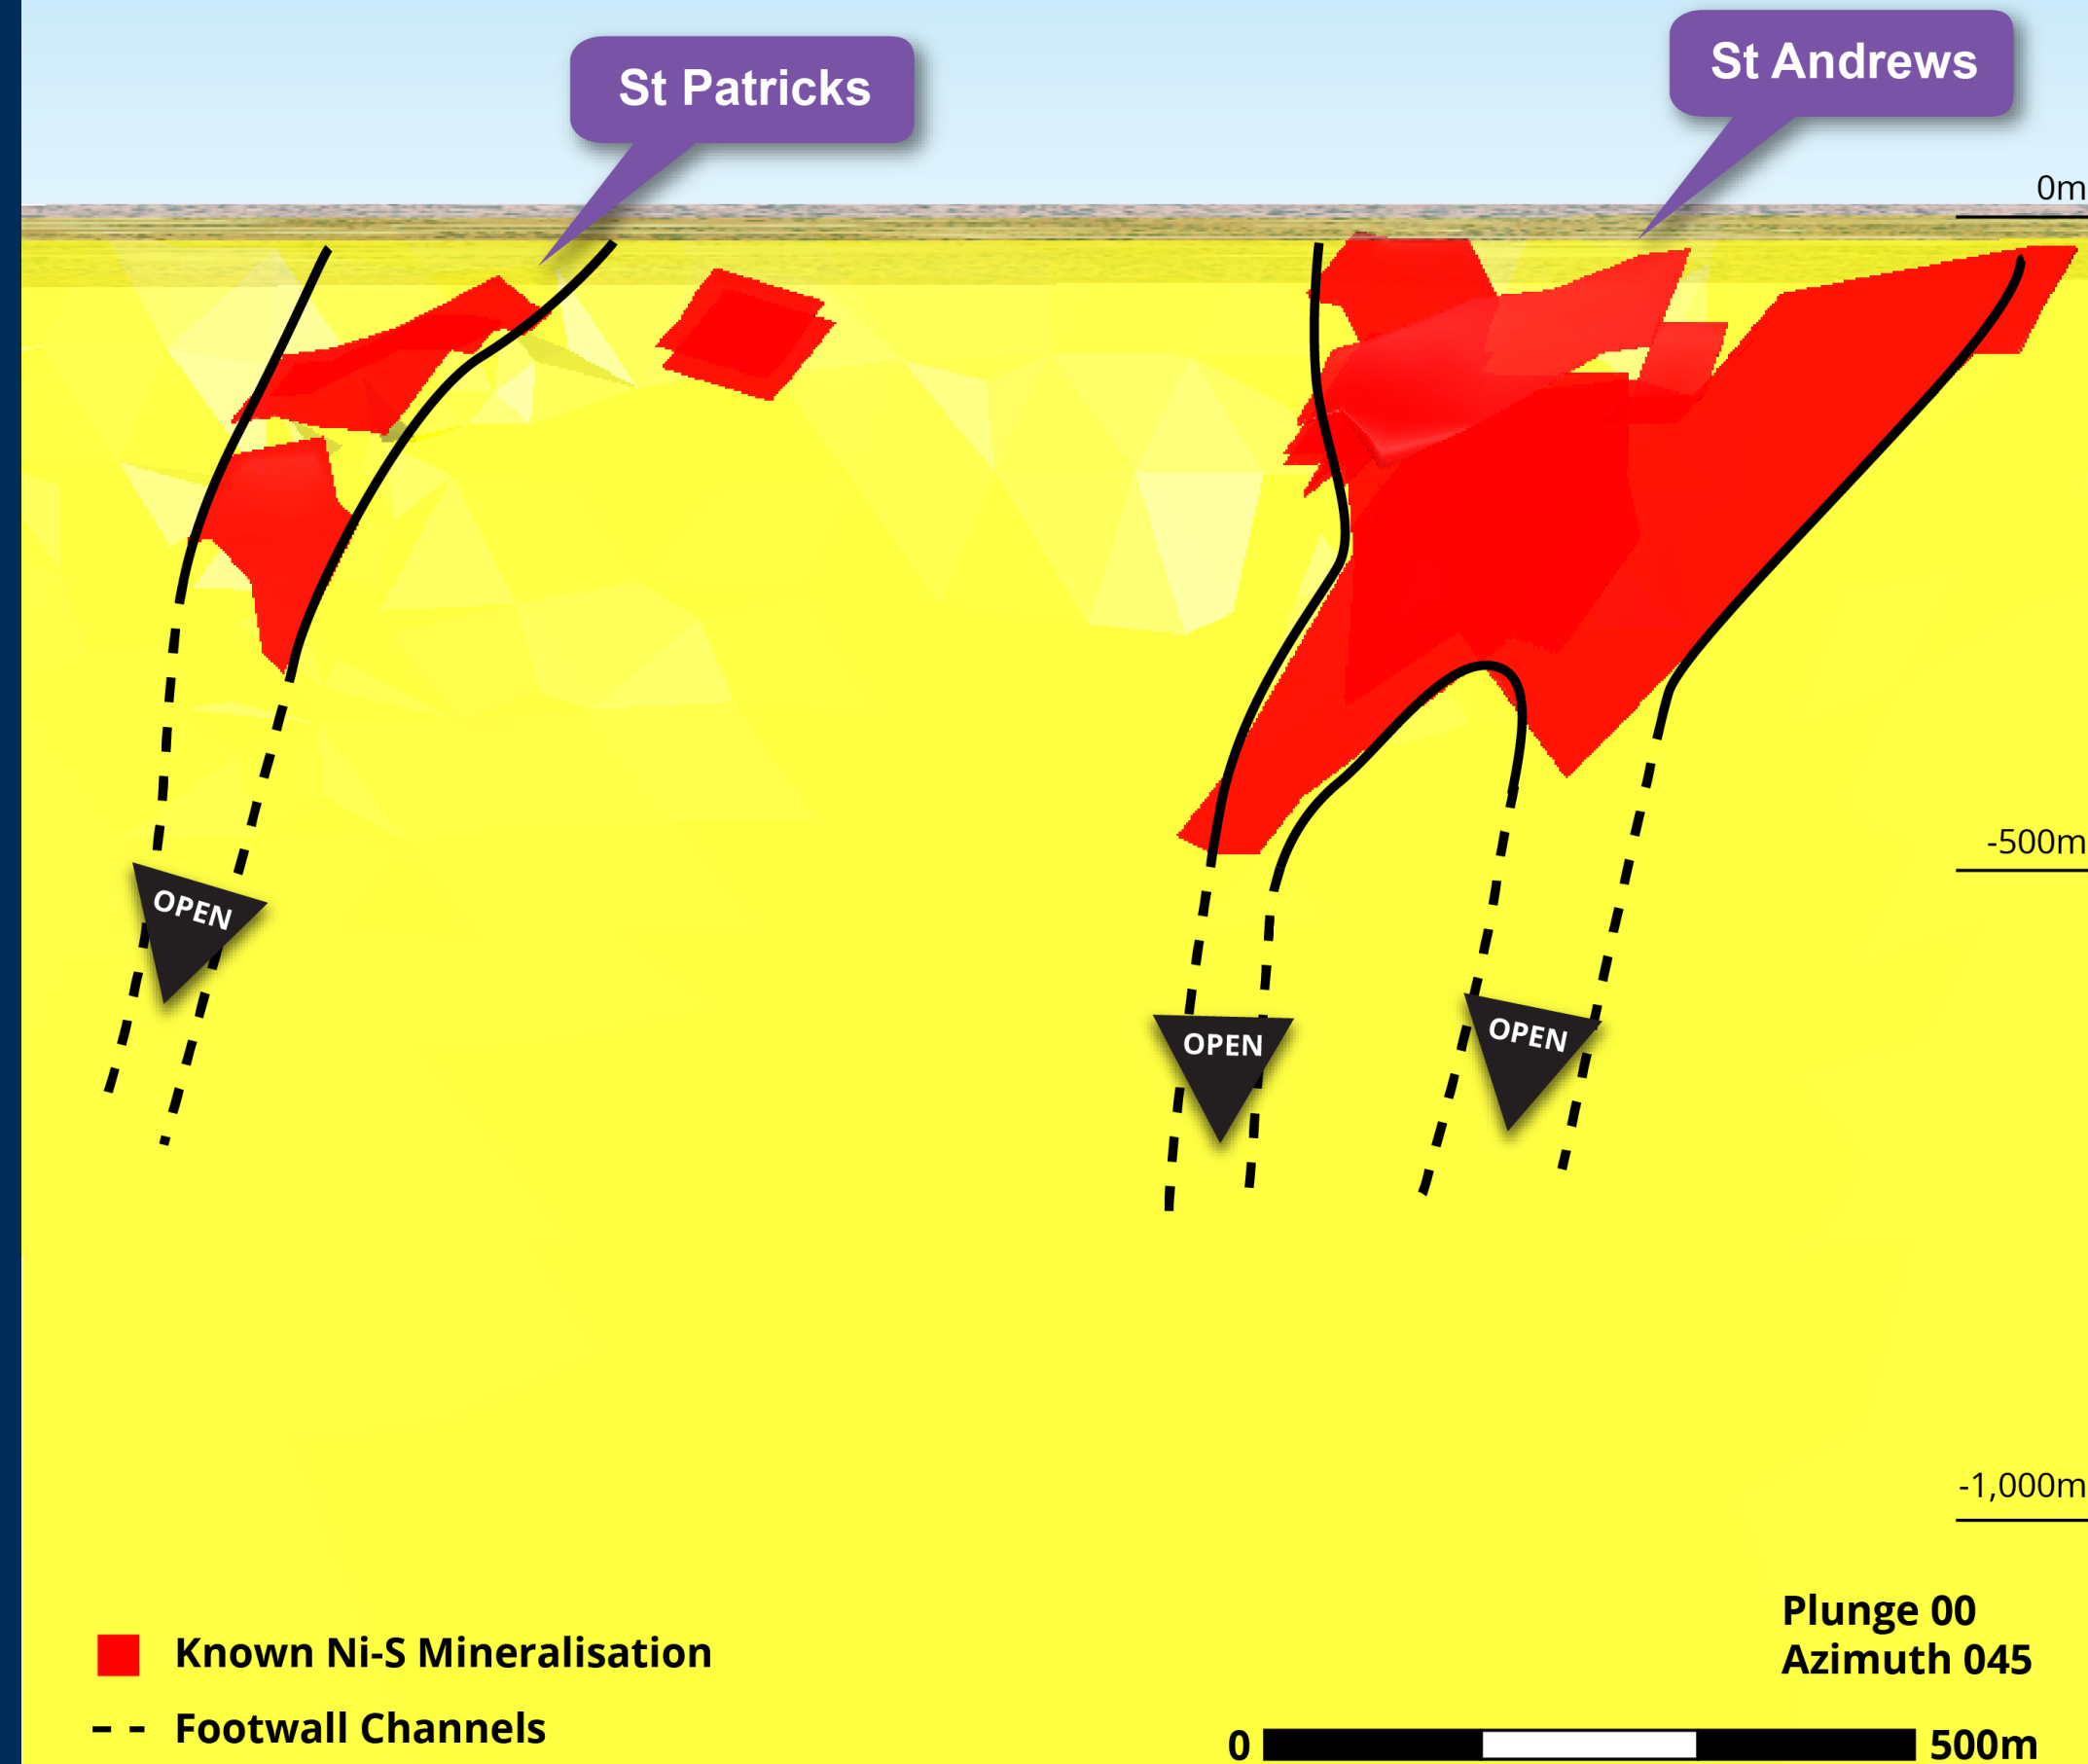 St Patricks
St Andrews
0m
-500m
OPEN
OPEN
OPEN
-1,000m
Plunge 00
Azimuth 045
Known Ni-S Mineralisation
Footwall Channels
0
500m